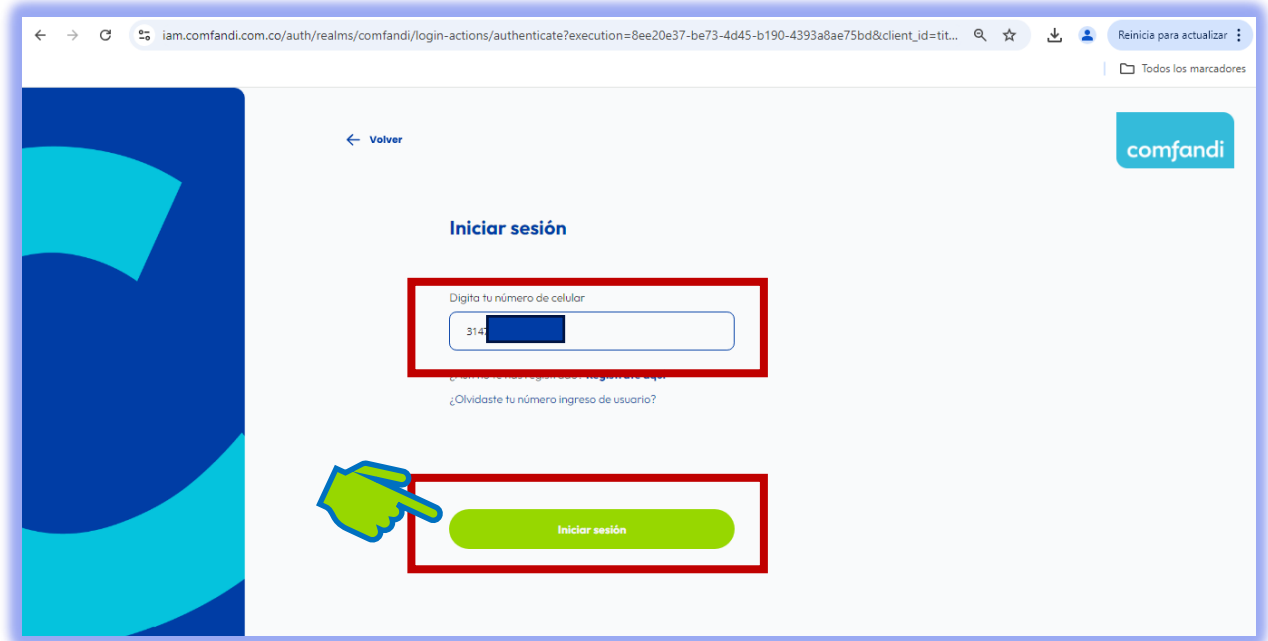 iam.comfandi.com.co/auth/realms/comfandi/login-actions/authenticate?execution=8ee20e37-be73-4d45-b190-4393a8ae75bd&client_id=tit...
Reinicia para actualizar
Todos los marcadores
Volver
comfandi
Iniciar sesión
Digita tu número de celular
3147
¿Olvidaste tu número ingreso de usuario?
Iniciar sesión